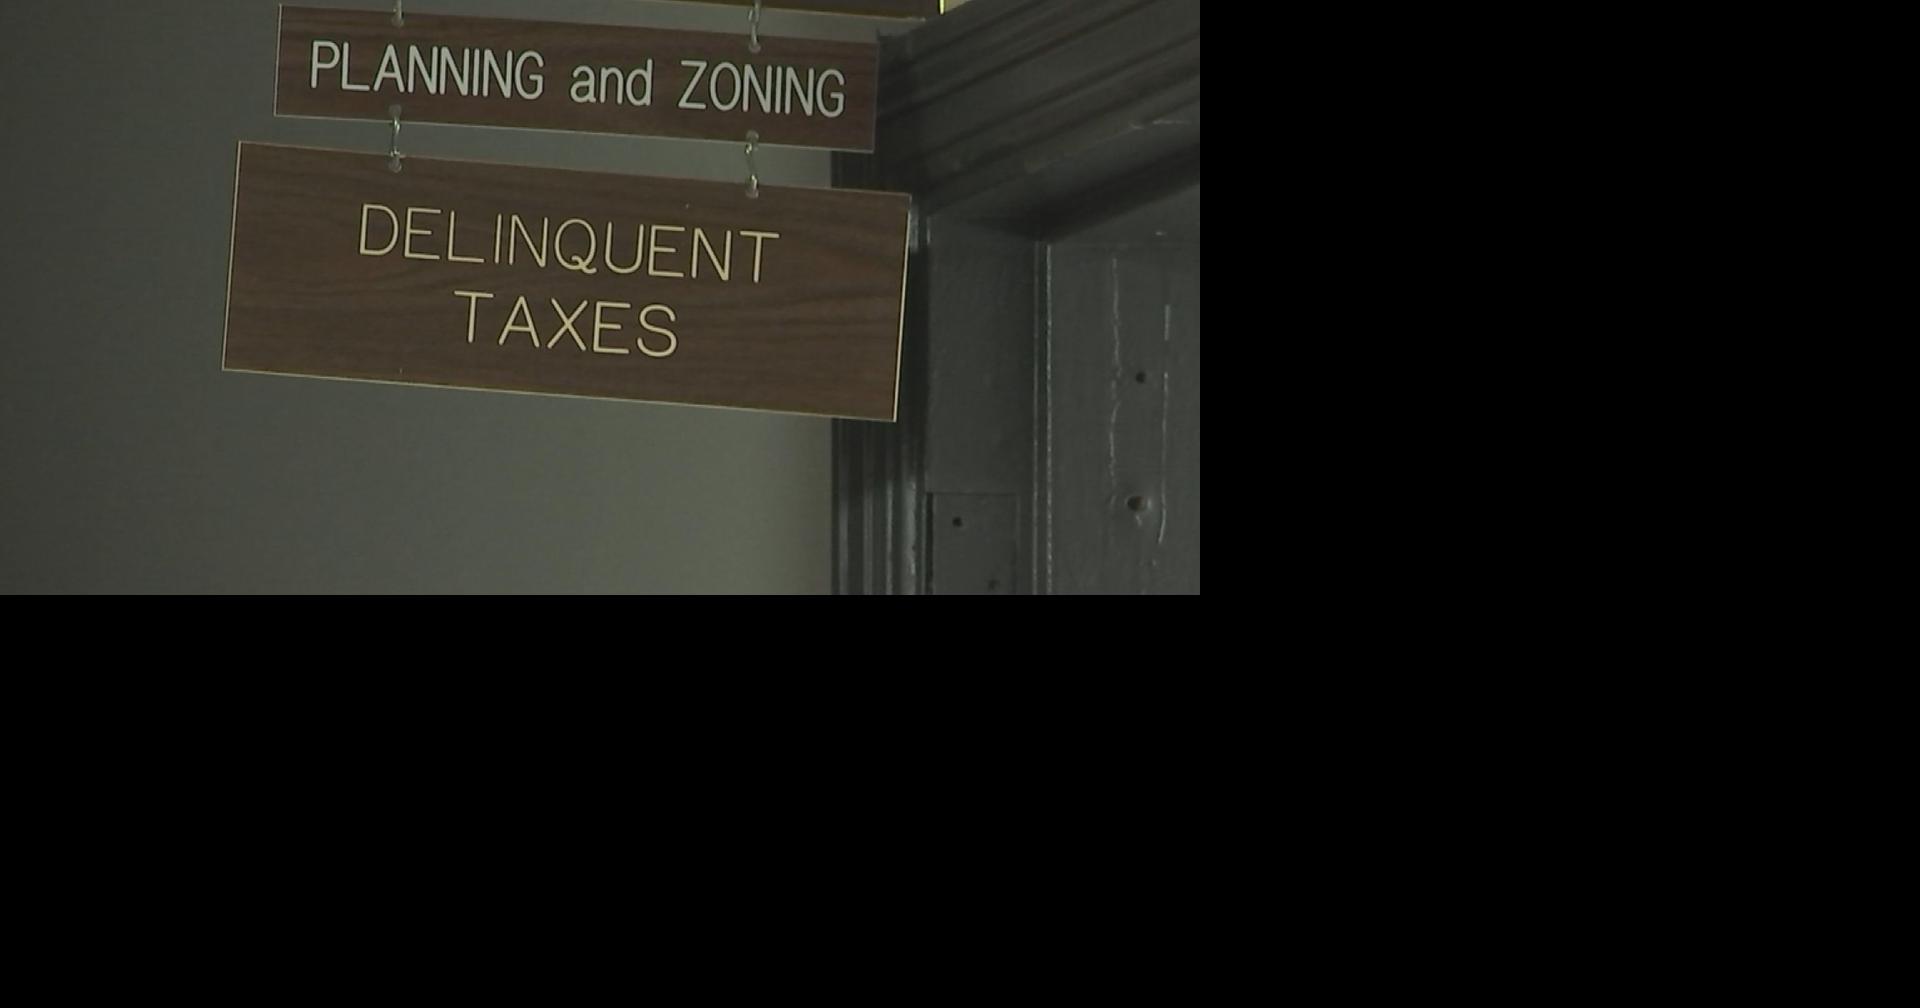 PLANNING and ZONING
DELINQUENT
TAXES